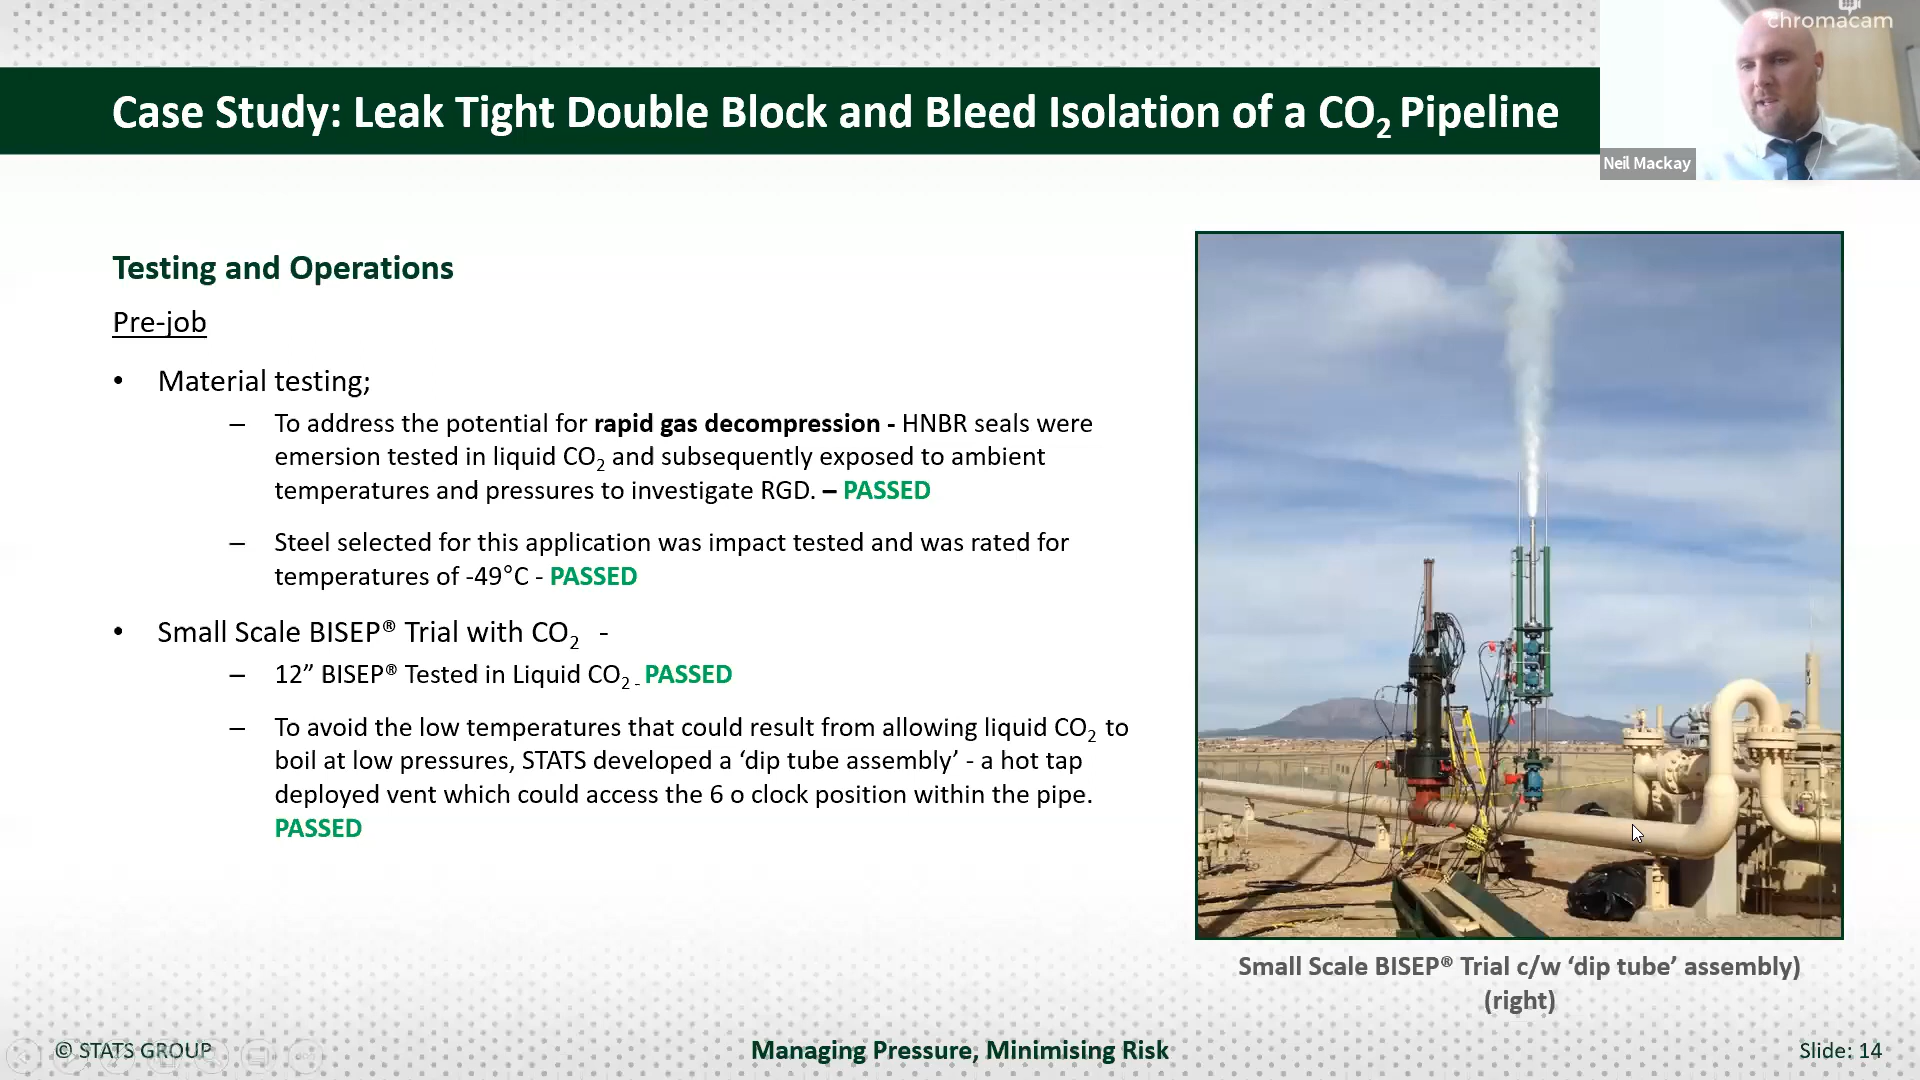 chromacam
Case Study: Leak Tight Double Block and Bleed Isolation of a CO₂ Pipeline
Neil Mackay
Testing and Operations
Pre-job
• Material testing;
– To address the potential for rapid gas decompression - HNBR seals were
emersion tested in liquid CO₂ and subsequently exposed to ambient
temperatures and pressures to investigate RGD. – PASSED
– Steel selected for this application was impact tested and was rated for
temperatures of -49°C - PASSED
• Small Scale BISEP® Trial with CO₂ -
– 12” BISEP® Tested in Liquid CO₂ - PASSED
– To avoid the low temperatures that could result from allowing liquid CO₂ to
boil at low pressures, STATS developed a ‘dip tube assembly’ - a hot tap
deployed vent which could access the 6 o clock position within the pipe.
PASSED
Small Scale BISEP® Trial c/w ‘dip tube’ assembly)
(right)
© STATS GROUP
Managing Pressure, Minimising Risk
Slide: 14